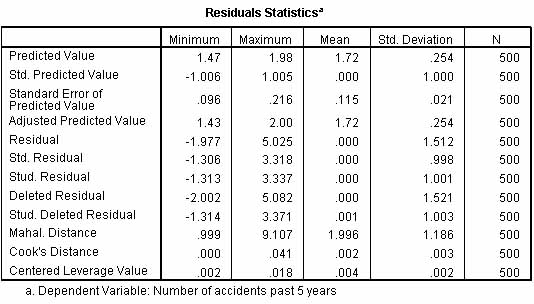 Residuals Statisticsa
Minimum Maximum Mean Std. Deviation N
Predicted Value 1.47 1.98 1.72 .254 500
Std. Predicted Value -1.006 1.005 .000 1.000 500
Standard Error of
Predicted Value .096 .216 .115 .021 500
Adjusted Predicted Value 1.43 2.00 1.72 .254 500
Residual -1.977 5.025 .000 1.512 500
Std. Residual -1.306 3.318 .000 .998 500
Stud. Residual -1.313 3.337 .000 1.001 500
Deleted Residual -2.002 5.082 .000 1.521 500
Stud. Deleted Residual -1.314 3.371 .001 1.003 500
Mahal. Distance .999 9.107 1.996 1.186 500
Cook's Distance .000 .041 .002 .003 500
Centered Leverage Value .002 .018 .004 .002 500
a. Dependent Variable: Number of accidents past 5 years